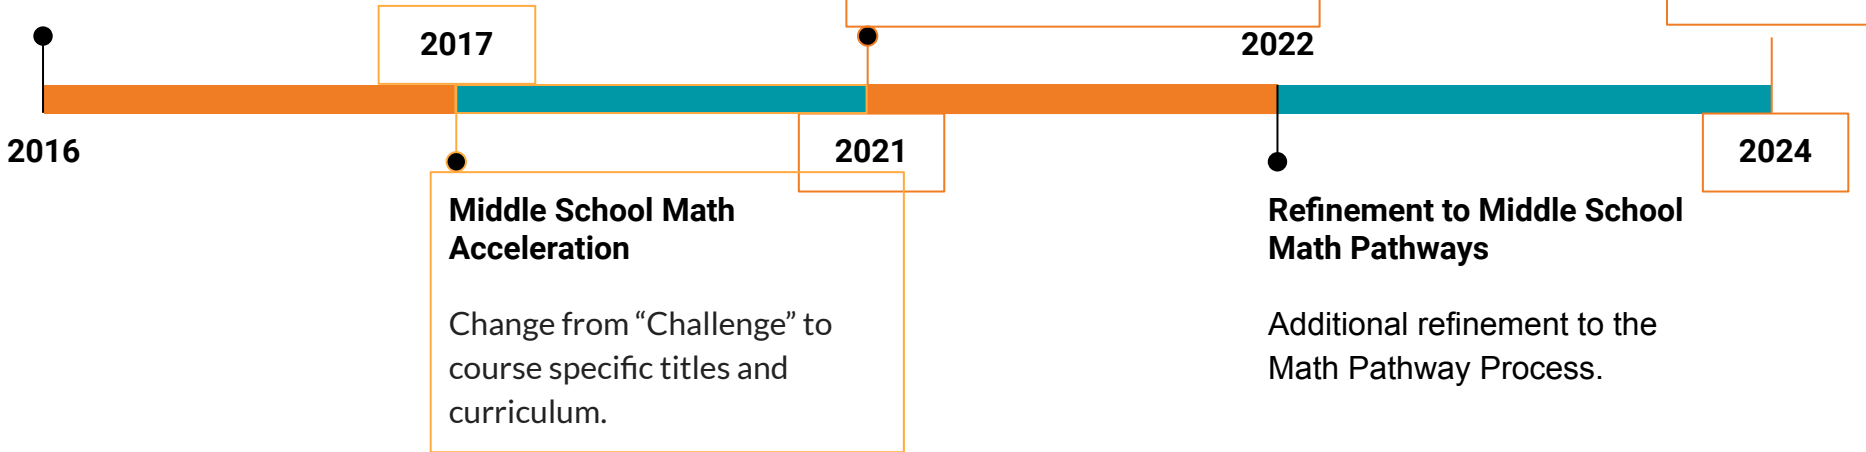 2017
2022
2016
2021
2024
Middle School Math
Acceleration
Change from “Challenge” to
course specific titles and
curriculum.
Refinement to Middle School
Math Pathways
Additional refinement to the
Math Pathway Process.